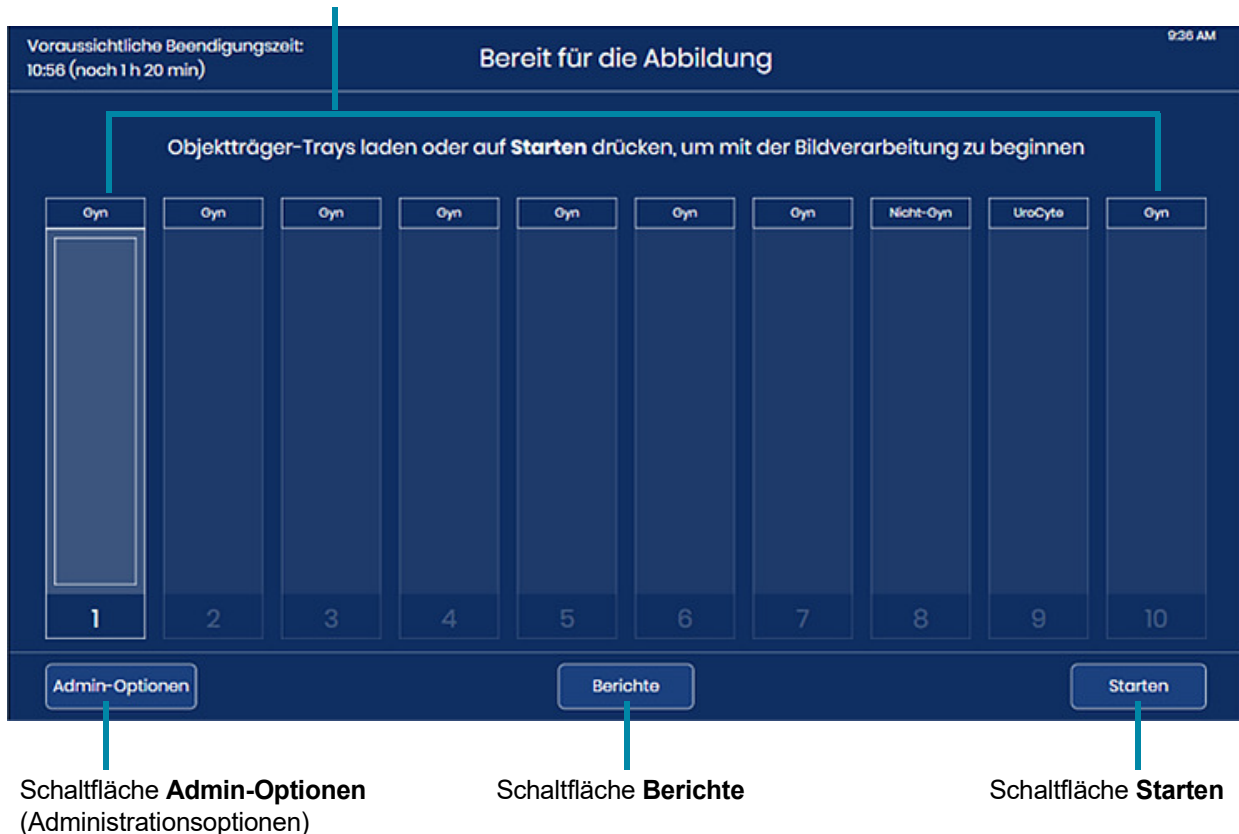 Voraussichtliche Beendigungszeit:
10:56 (noch 1 h 20 min)
Bereit für die Abbildung
9:36 AM
Objektträger-Trays laden oder auf Starten drücken, um mit der Bildverarbeitung zu beginnen
Gyn Gyn Gyn Gyn Gyn Gyn Gyn Nicht-Gyn UroCyte Gyn
1 2 3 4 5 6 7 8 9 10
Admin-Optionen Berichte Starten
Schaltfläche Admin-Optionen Schaltfläche Berichte Schaltfläche Starten
(Administrationsoptionen)